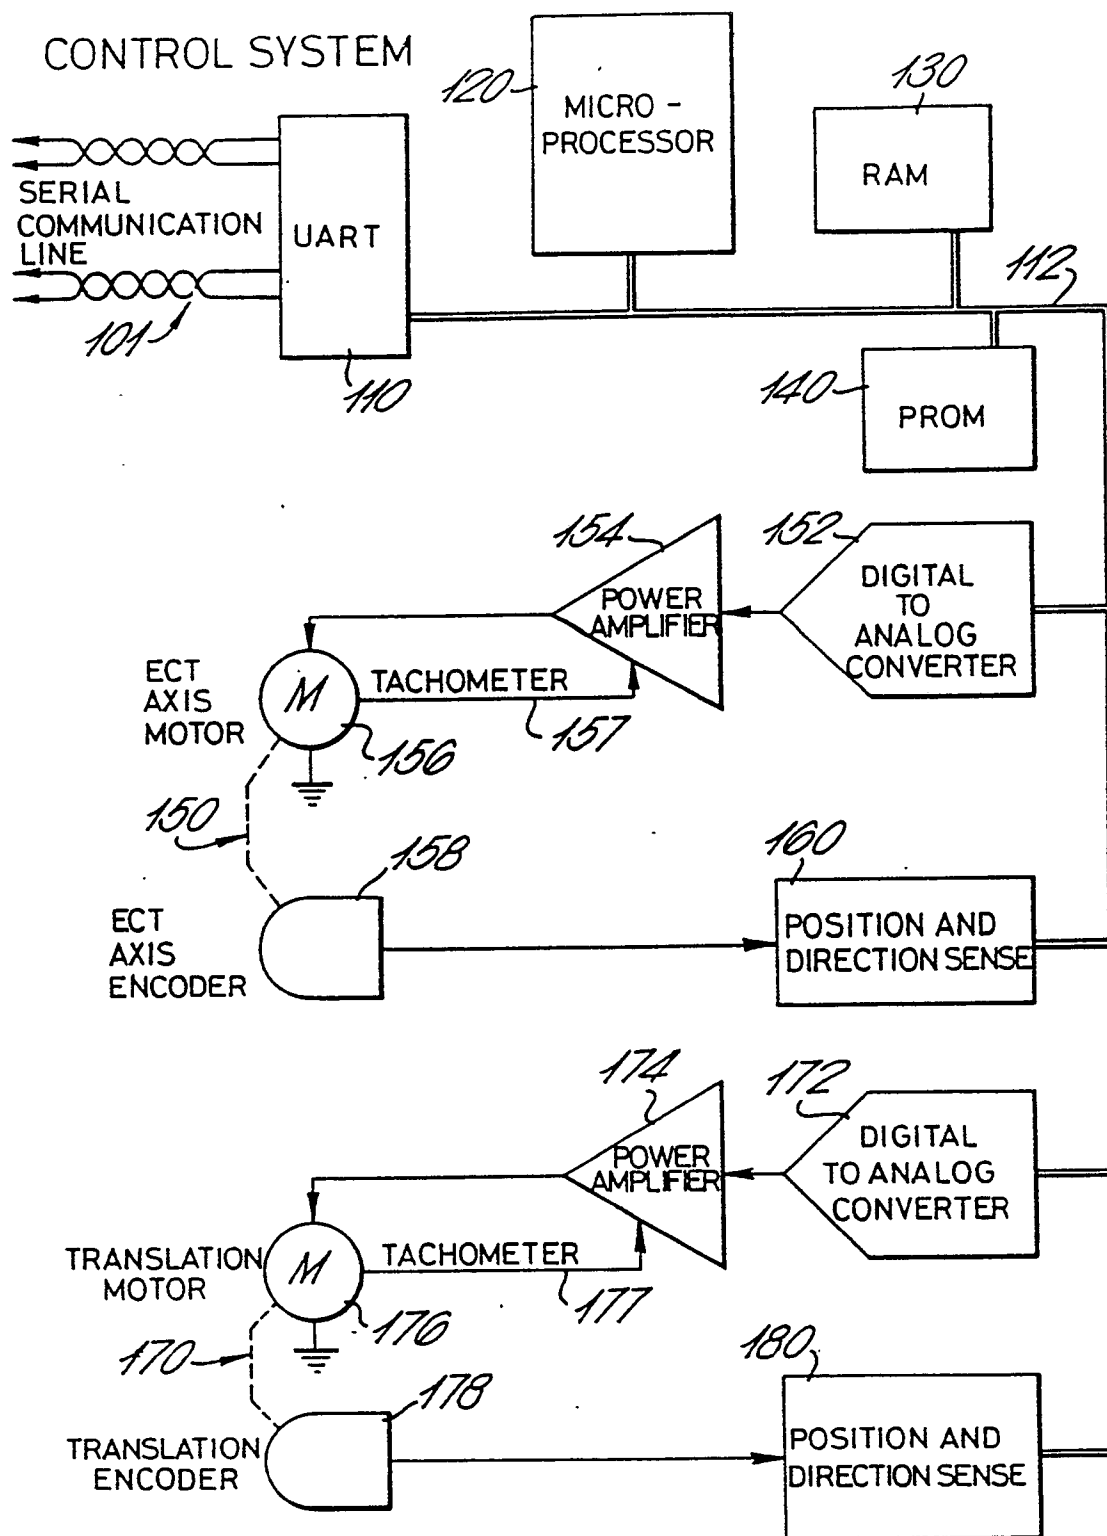 CONTROL SYSTEM
120
MICRO-
PROCESSOR
130
RAM
SERIAL
COMMUNICATION
LINE
UART
112
101
110
140
PROM
154
POWER
AMPLIFIER
152
DIGITAL
TO
ANALOG
CONVERTER
ECT
AXIS
MOTOR
M
TACHOMETER
157
156
150
158
160
ECT
AXIS
ENCODER
POSITION AND
DIRECTION SENSE
174
POWER
AMPLIFIER
172
DIGITAL
TO ANALOG
CONVERTER
TRANSLATION
MOTOR
M
TACHOMETER
177
176
170
178
180
TRANSLATION
ENCODER
POSITION AND
DIRECTION SENSE